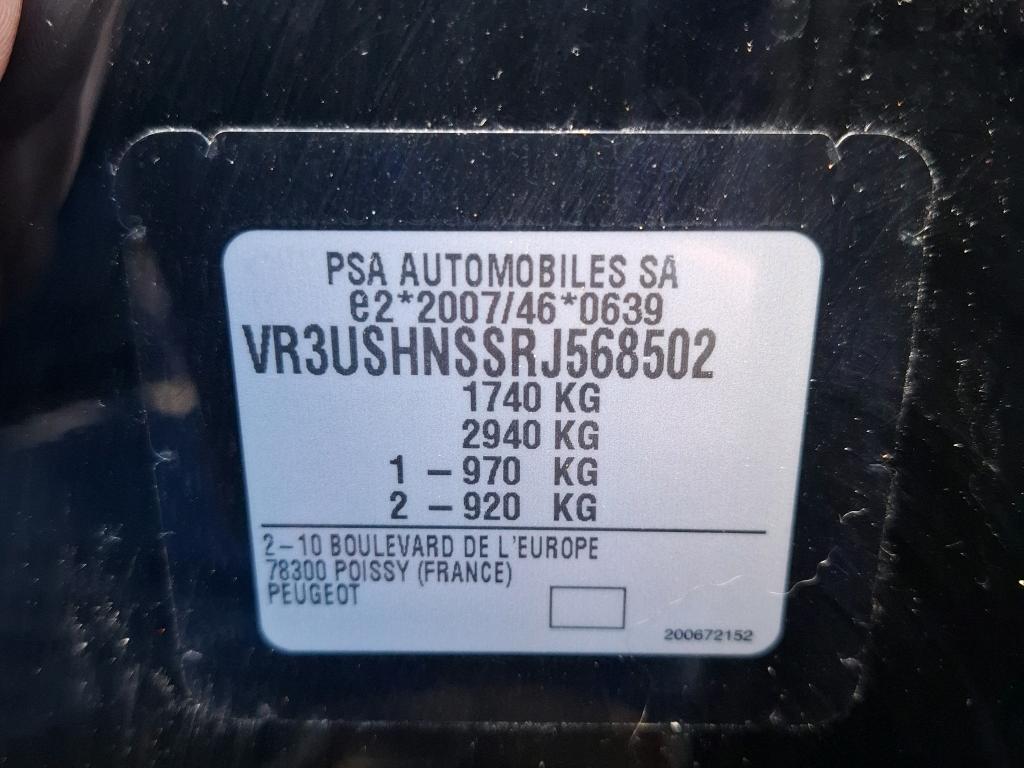 PSA AUTOMOBILES SA
e2*2007/46*0639
VR3USHNSSRJ568502
1740 KG
2940 KG
1 – 970 KG
2 – 920 KG
2–10 BOULEVARD DE L'EUROPE
78300 POISSY (FRANCE)
PEUGEOT
200672152